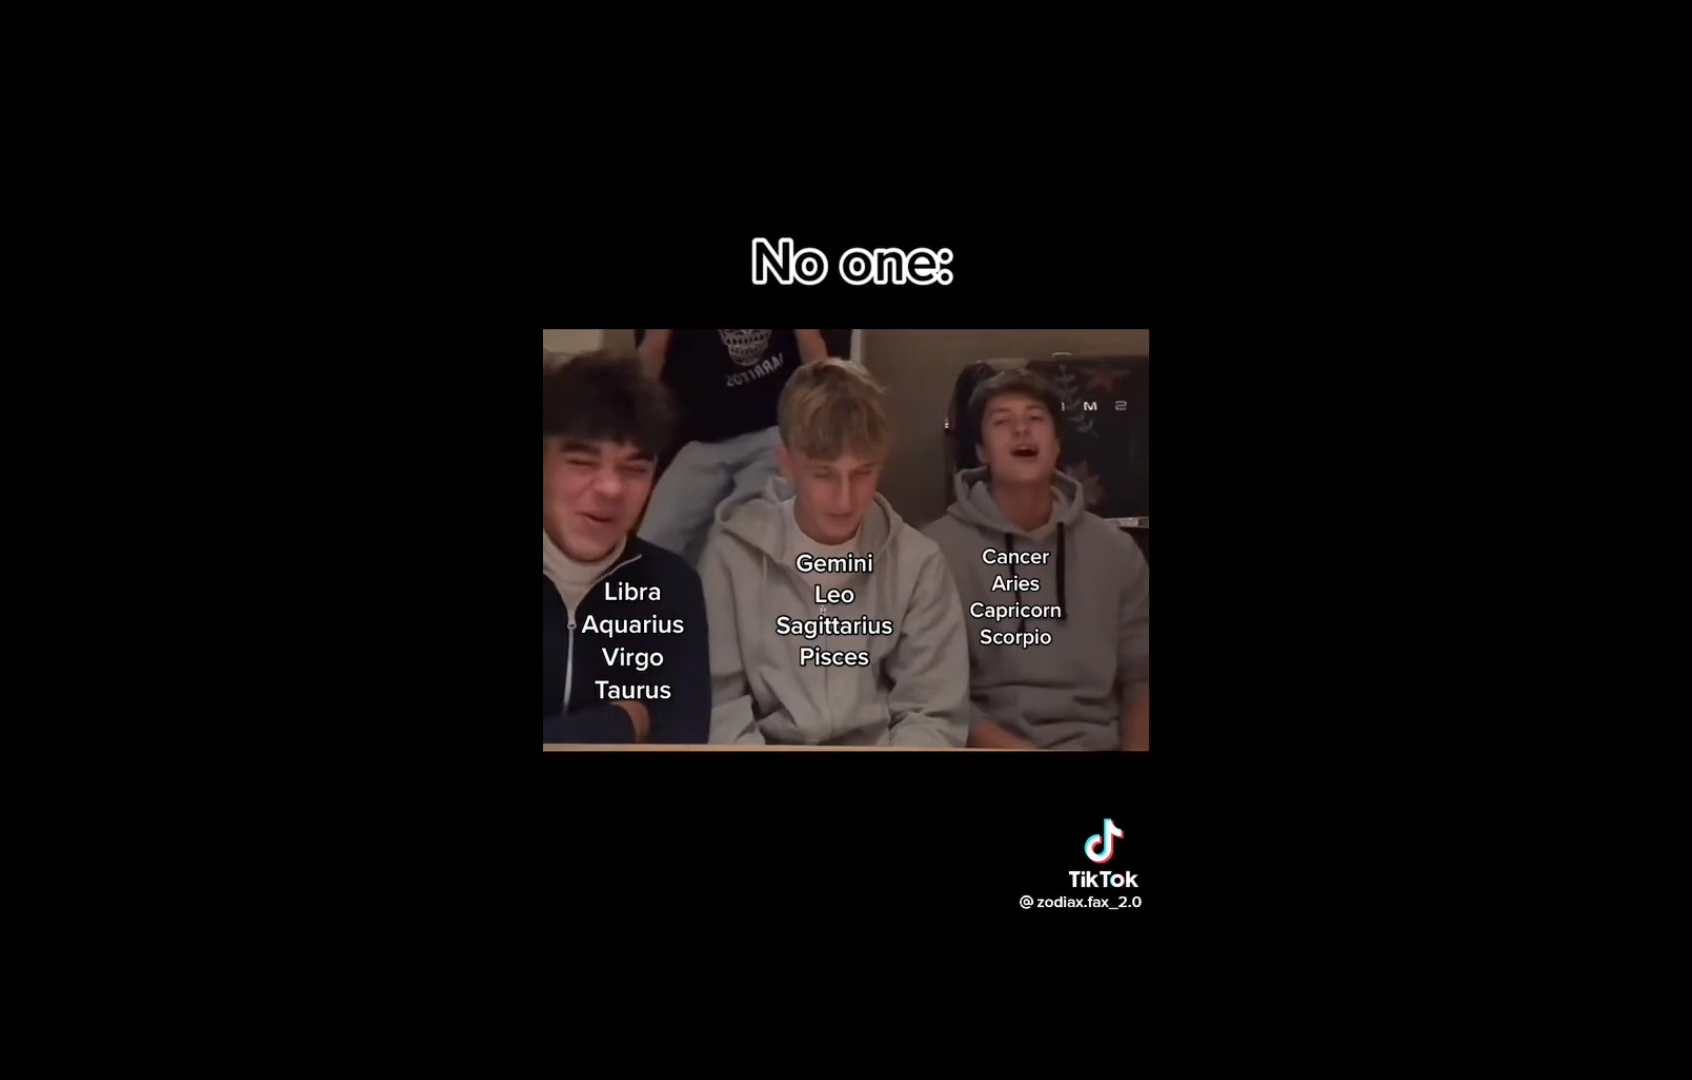 No one:
Libra
Aquarius
Virgo
Taurus
Gemini
Leo
Sagittarius
Pisces
Cancer
Aries
Capricorn
Scorpio
TikTok
@zodiax.fax_2.0